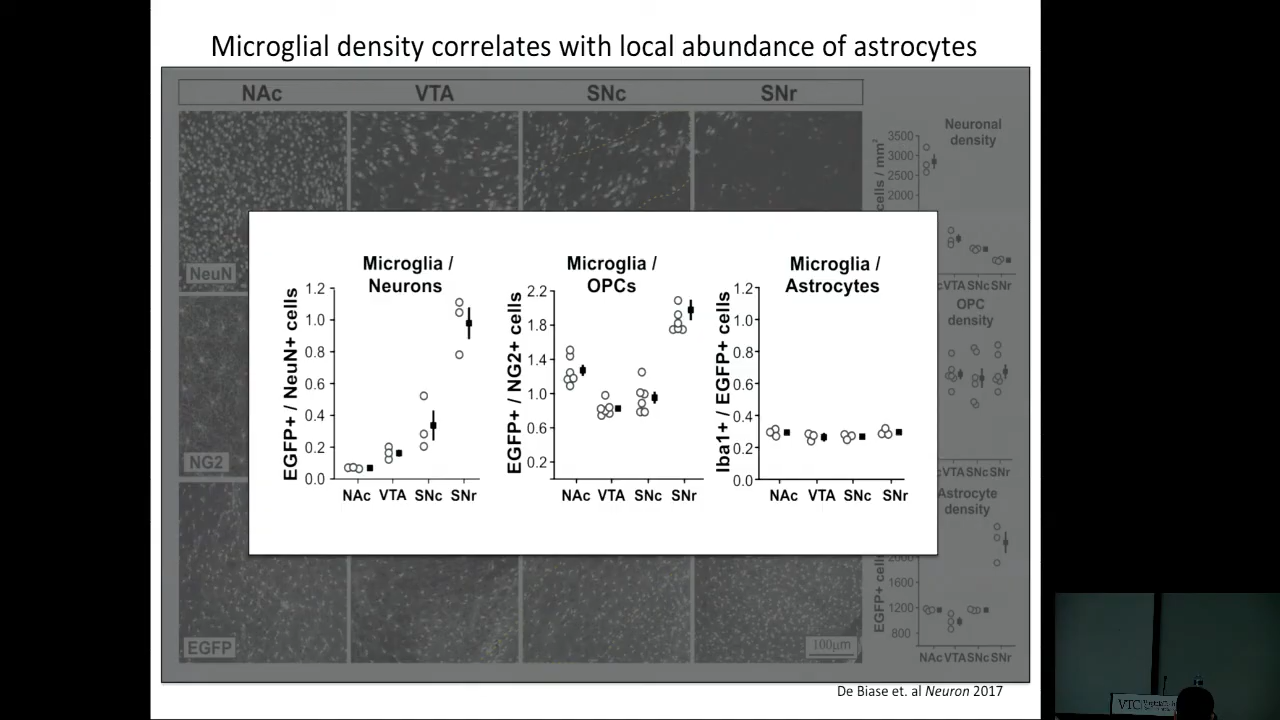 Microglial density correlates with local abundance of astrocytes
NAc VTA SNc SNr
NeuN
NG2
EGFP
100µm
Neuronal
density
cells / mm²
3500
3000
2500
2000
VTA SNc SNr
OPC
density
VTA SNc SNr
Astrocyte
density
EGFP+ cells
2000
1600
1200
800
NAc VTA SNc SNr
Microglia /
Neurons
EGFP+ / NeuN+ cells
1.2
1.0
0.8
0.6
0.4
0.2
0.0
NAc VTA SNc SNr
Microglia /
OPCs
EGFP+ / NG2+ cells
2.2
1.8
1.4
1.0
0.6
0.2
NAc VTA SNc SNr
Microglia /
Astrocytes
Iba1+ / EGFP+ cells
1.2
1.0
0.8
0.6
0.4
0.2
0.0
NAc VTA SNc SNr
De Biase et. al Neuron 2017
VTC